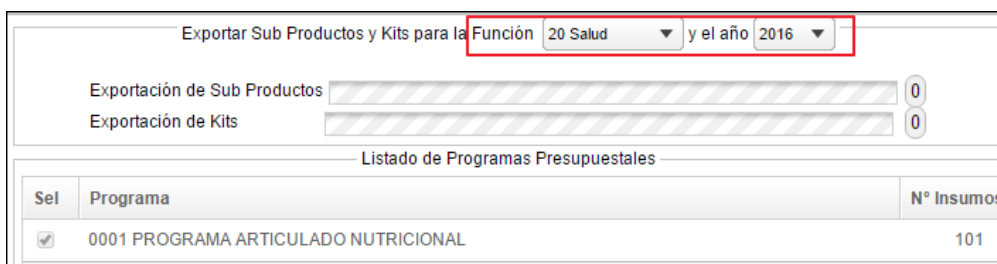 Exportar Sub Productos y Kits para la Función 20 Salud y el año 2016
Exportación de Sub Productos 0
Exportación de Kits 0
Listado de Programas Presupuestales
Sel Programa N° Insumos
0001 PROGRAMA ARTICULADO NUTRICIONAL 101